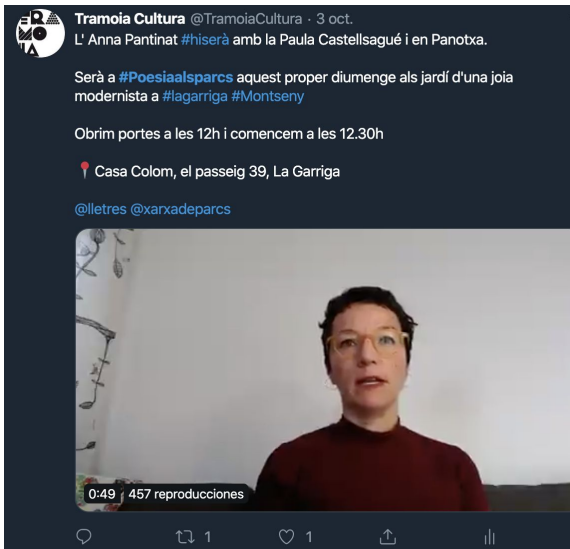 Tramoia Cultura @TramoiaCultura · 3 oct.
L' Anna Pantinat #hiserà amb la Paula Castellsagué i en Panotxa.
Serà a #Poesiaalsparcs aquest proper diumenge als jardí d'una joia
modernista a #lagarriga #Montseny
Obrim portes a les 12h i comencem a les 12.30h
📍 Casa Colom, el passeig 39, La Garriga
@lletres @xarxadeparcs
0:49 457 reproducciones
1 1